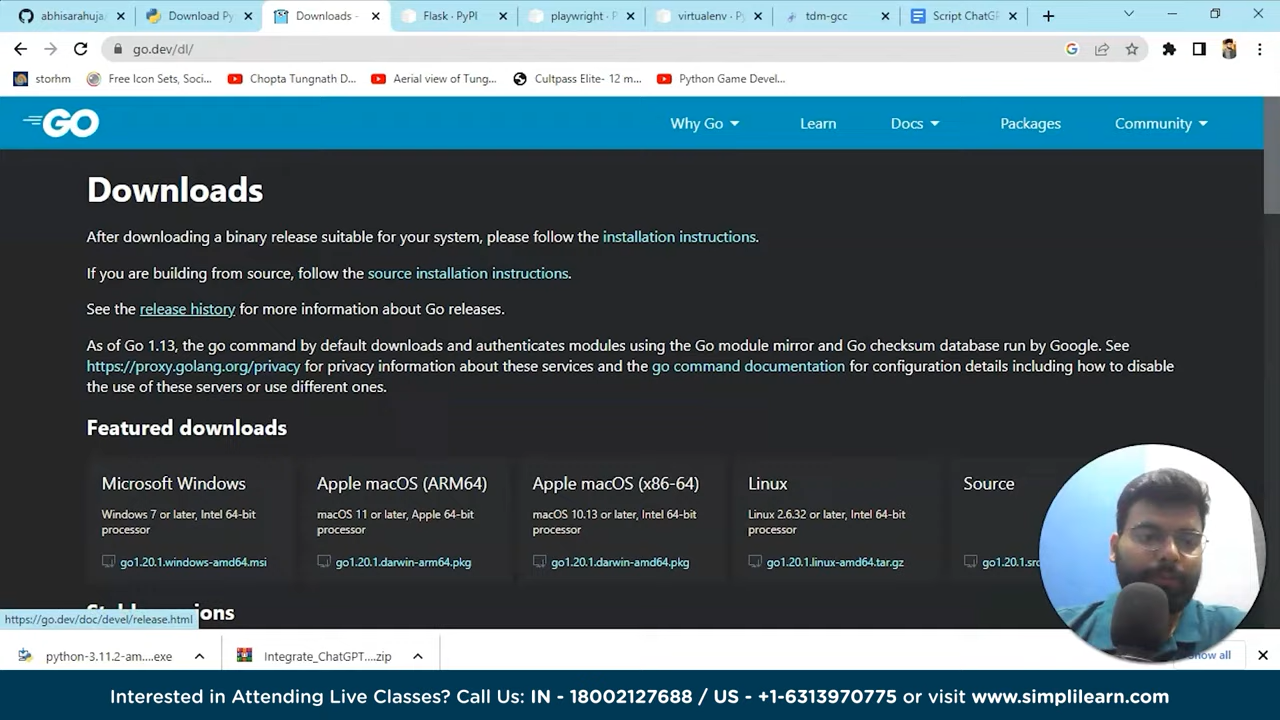 abhisarahuja/
Download Py
Downloads -
Flask · PyPI
playwright · Py
virtualenv · Py
tdm-gcc
Script ChatGP
go.dev/dl/
storhm
Free Icon Sets, Soci...
Chopta Tungnath D...
Aerial view of Tung...
Cultpass Elite- 12 m...
Python Game Devel...
GO
Why Go
Learn
Docs
Packages
Community
Downloads
After downloading a binary release suitable for your system, please follow the installation instructions.
If you are building from source, follow the source installation instructions.
See the release history for more information about Go releases.
As of Go 1.13, the go command by default downloads and authenticates modules using the Go module mirror and Go checksum database run by Google. See
https://proxy.golang.org/privacy for privacy information about these services and the go command documentation for configuration details including how to disable
the use of these servers or use different ones.
Featured downloads
Microsoft Windows
Windows 7 or later, Intel 64-bit
processor
go1.20.1.windows-amd64.msi
Apple macOS (ARM64)
macOS 11 or later, Apple 64-bit
processor
go1.20.1.darwin-arm64.pkg
Apple macOS (x86-64)
macOS 10.13 or later, Intel 64-bit
processor
go1.20.1.darwin-amd64.pkg
Linux
Linux 2.6.32 or later, Intel 64-bit
processor
go1.20.1.linux-amd64.tar.gz
Source
go1.20.1.src
https://go.dev/doc/devel/release.html
python-3.11.2-am....exe
Integrate_ChatGPT....zip
Show all
Interested in Attending Live Classes? Call Us: IN - 18002127688 / US - +1-6313970775 or visit www.simplilearn.com